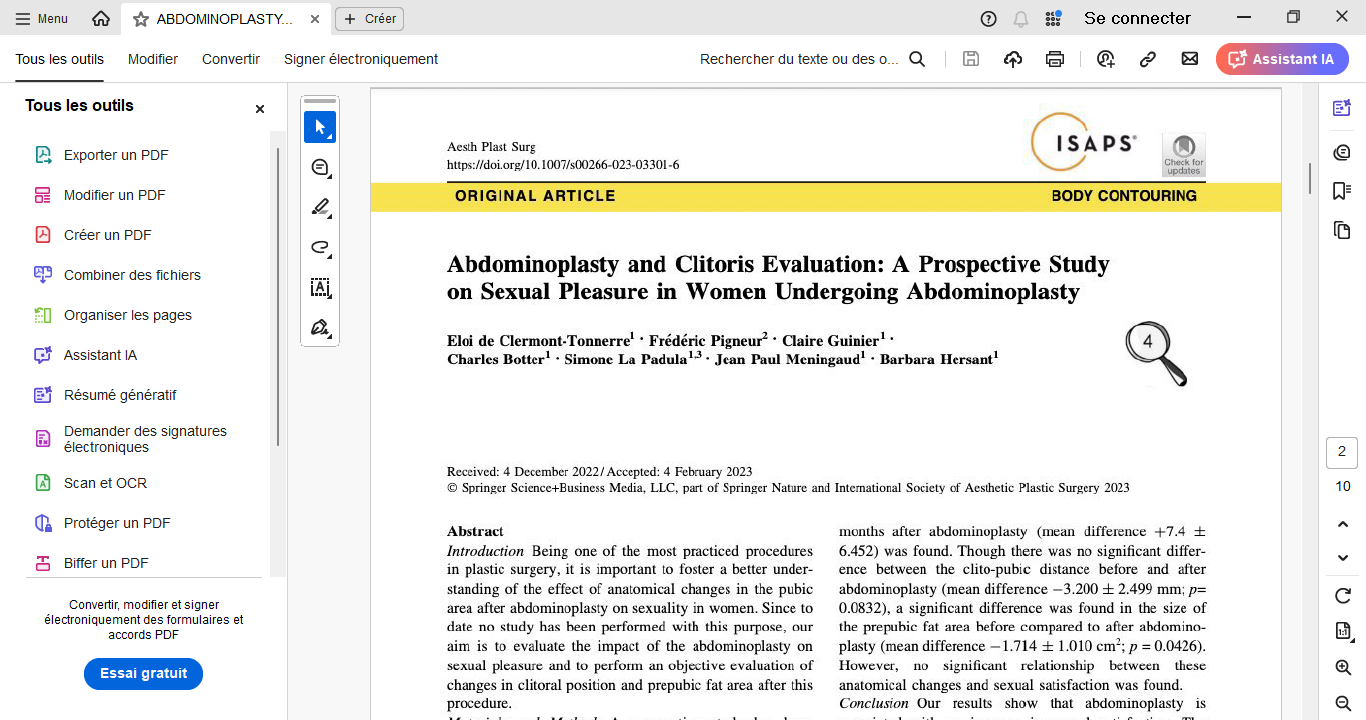 Menu
ABDOMINOPLASTY...
Créer
Se connecter
Tous les outils
Modifier
Convertir
Signer électroniquement
Rechercher du texte ou des o...
Assistant IA
Tous les outils
Exporter un PDF
Modifier un PDF
Créer un PDF
Combiner des fichiers
Organiser les pages
Assistant IA
Résumé génératif
Demander des signatures
électroniques
Scan et OCR
Protéger un PDF
Biffer un PDF
Convertir, modifier et signer
électroniquement des formulaires et
accords PDF
Essai gratuit
Aesth Plast Surg
https://doi.org/10.1007/s00266-023-03301-6
ISAPS®
Check for
updates
ORIGINAL ARTICLE
BODY CONTOURING
Abdominoplasty and Clitoris Evaluation: A Prospective Study
on Sexual Pleasure in Women Undergoing Abdominoplasty
Eloi de Clermont-Tonnerre¹ · Frédéric Pigneur² · Claire Guinier¹ ·
Charles Botter¹ · Simone La Padula¹,³ · Jean Paul Meningaud¹ · Barbara Hersant¹
4
Received: 4 December 2022 / Accepted: 4 February 2023
© Springer Science+Business Media, LLC, part of Springer Nature and International Society of Aesthetic Plastic Surgery 2023
Abstract
Introduction Being one of the most practiced procedures
in plastic surgery, it is important to foster a better under-
standing of the effect of anatomical changes in the pubic
area after abdominoplasty on sexuality in women. Since to
date no study has been performed with this purpose, our
aim is to evaluate the impact of the abdominoplasty on
sexual pleasure and to perform an objective evaluation of
changes in clitoral position and prepubic fat area after this
procedure.
months after abdominoplasty (mean difference +7.4 ±
6.452) was found. Though there was no significant differ-
ence between the clito-pubic distance before and after
abdominoplasty (mean difference −3.200 ± 2.499 mm; p=
0.0832), a significant difference was found in the size of
the prepubic fat area before compared to after abdomino-
plasty (mean difference −1.714 ± 1.010 cm²; p = 0.0426).
However, no significant relationship between these
anatomical changes and sexual satisfaction was found.
Conclusion Our results show that abdominoplasty is
2
10